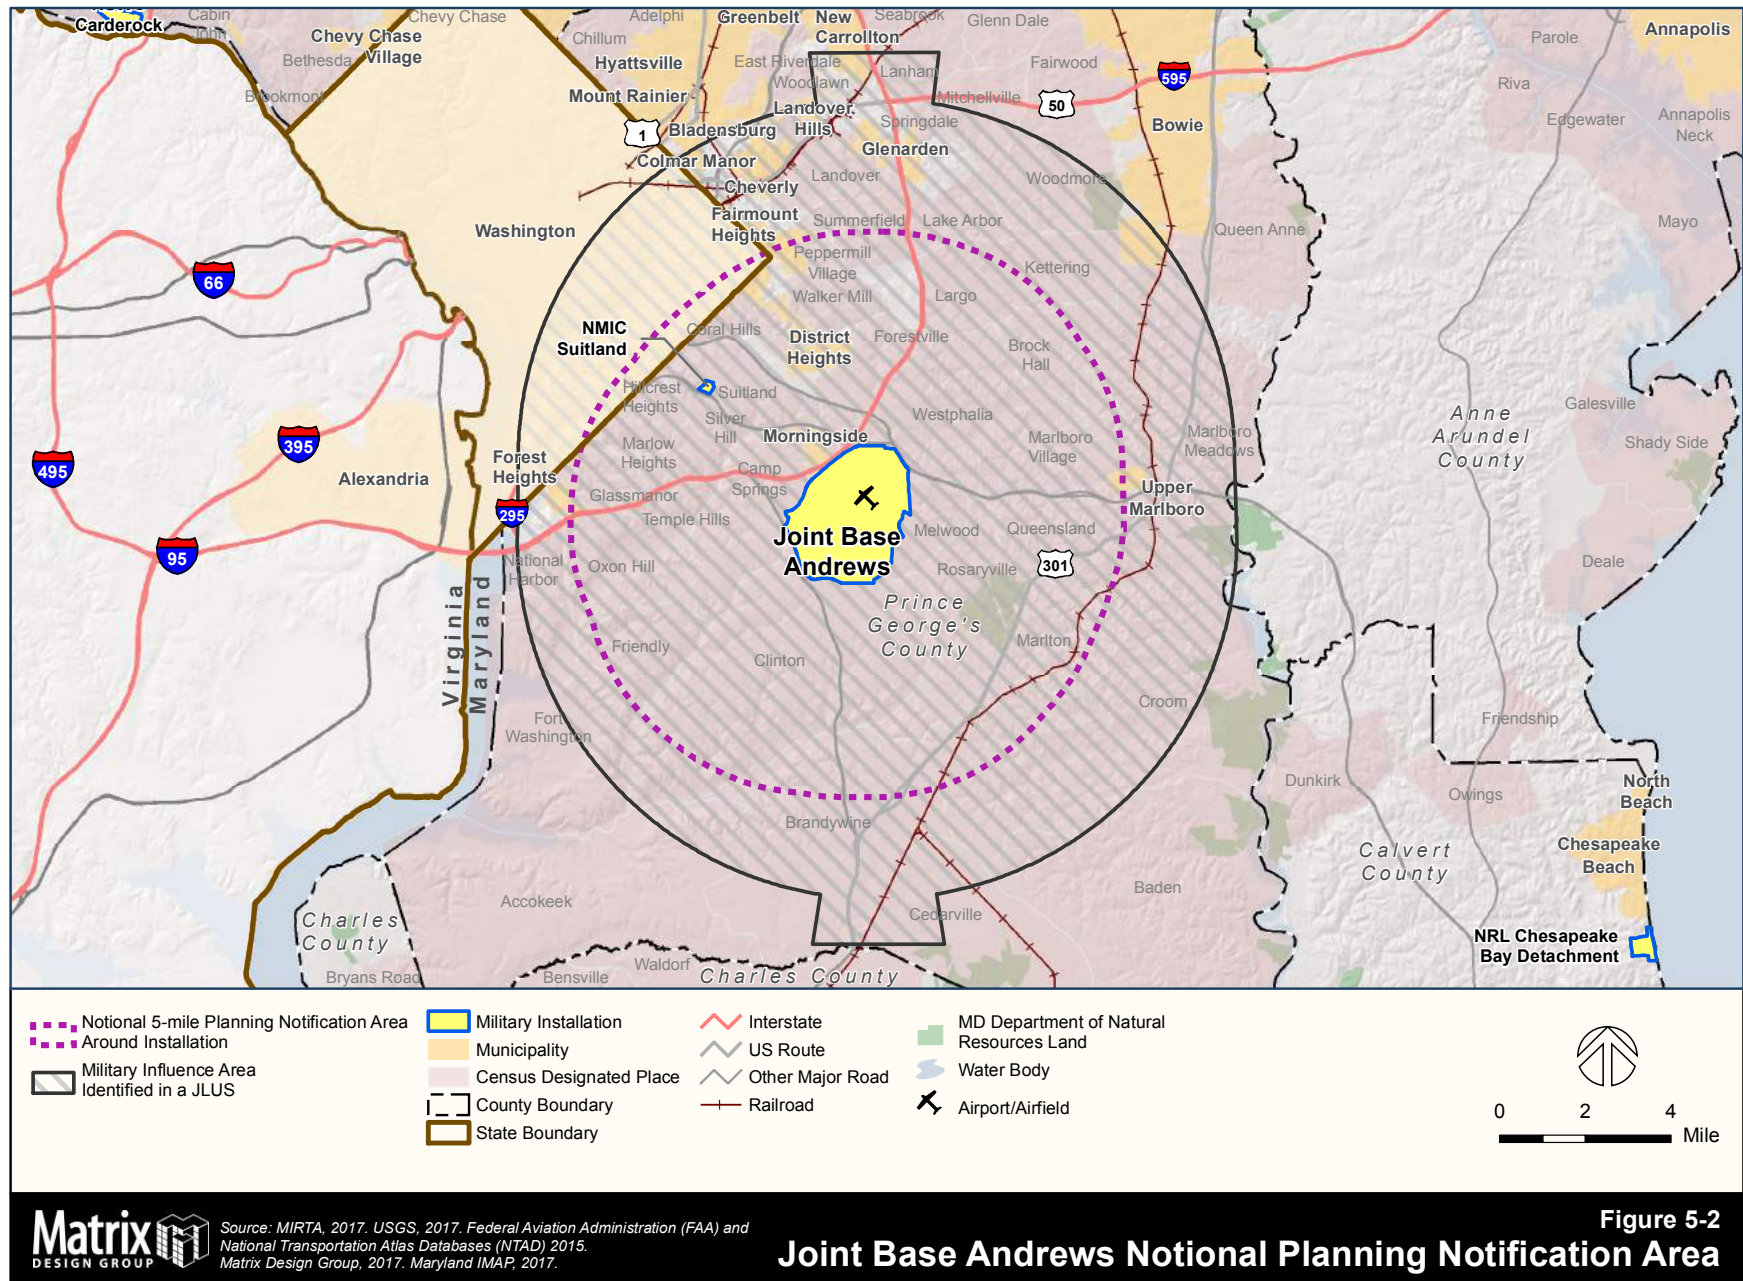 Carderock
Cabin
John
Chevy Chase
Adelphi
Greenbelt
New
Carrollton
Seabrook
Glenn Dale
Parole
Annapolis
Chevy Chase
Village
Bethesda
Chillum
Hyattsville
East Riverdale
Woodlawn
Lanham
Fairwood
595
Riva
Brookmont
Mount Rainier
Landover
Hills
Mitchellville
50
Edgewater
Annapolis
Neck
1
Bladensburg
Springdale
Bowie
Colmar Manor
Glenarden
Cheverly
Landover
Woodmore
Fairmount
Heights
Summerfield
Lake Arbor
Queen Anne
Mayo
Washington
Peppermill
Village
Kettering
66
Walker Mill
Largo
NMIC
Suitland
Coral Hills
District
Heights
Forestville
Brock
Hall
Hillcrest
Heights
Suitland
Silver
Hill
Westphalia
Galesville
Anne
Arundel
County
395
495
Alexandria
Forest
Heights
Marlow
Heights
Morningside
Marlboro
Village
Marlboro
Meadows
Shady Side
Camp
Springs
Glassmanor
Upper
Marlboro
295
Temple Hills
Joint Base
Andrews
Melwood
Queensland
95
National
Harbor
Oxon Hill
Rosaryville
301
Deale
Virginia
Maryland
Prince
George's
County
Friendly
Clinton
Marlton
Croom
Fort
Washington
Friendship
Dunkirk
Owings
North
Beach
Brandywine
Chesapeake
Beach
Calvert
County
Accokeek
Baden
Cedarville
Charles
County
NRL Chesapeake
Bay Detachment
Bryans Road
Bensville
Waldorf
Charles County
Notional 5-mile Planning Notification Area
Around Installation
Military Influence Area
Identified in a JLUS
Military Installation
Municipality
Census Designated Place
County Boundary
State Boundary
Interstate
US Route
Other Major Road
Railroad
MD Department of Natural
Resources Land
Water Body
Airport/Airfield
0 2 4
Mile
Matrix
DESIGN GROUP
Source: MIRTA, 2017. USGS, 2017. Federal Aviation Administration (FAA) and
National Transportation Atlas Databases (NTAD) 2015.
Matrix Design Group, 2017. Maryland IMAP, 2017.
Figure 5-2
Joint Base Andrews Notional Planning Notification Area